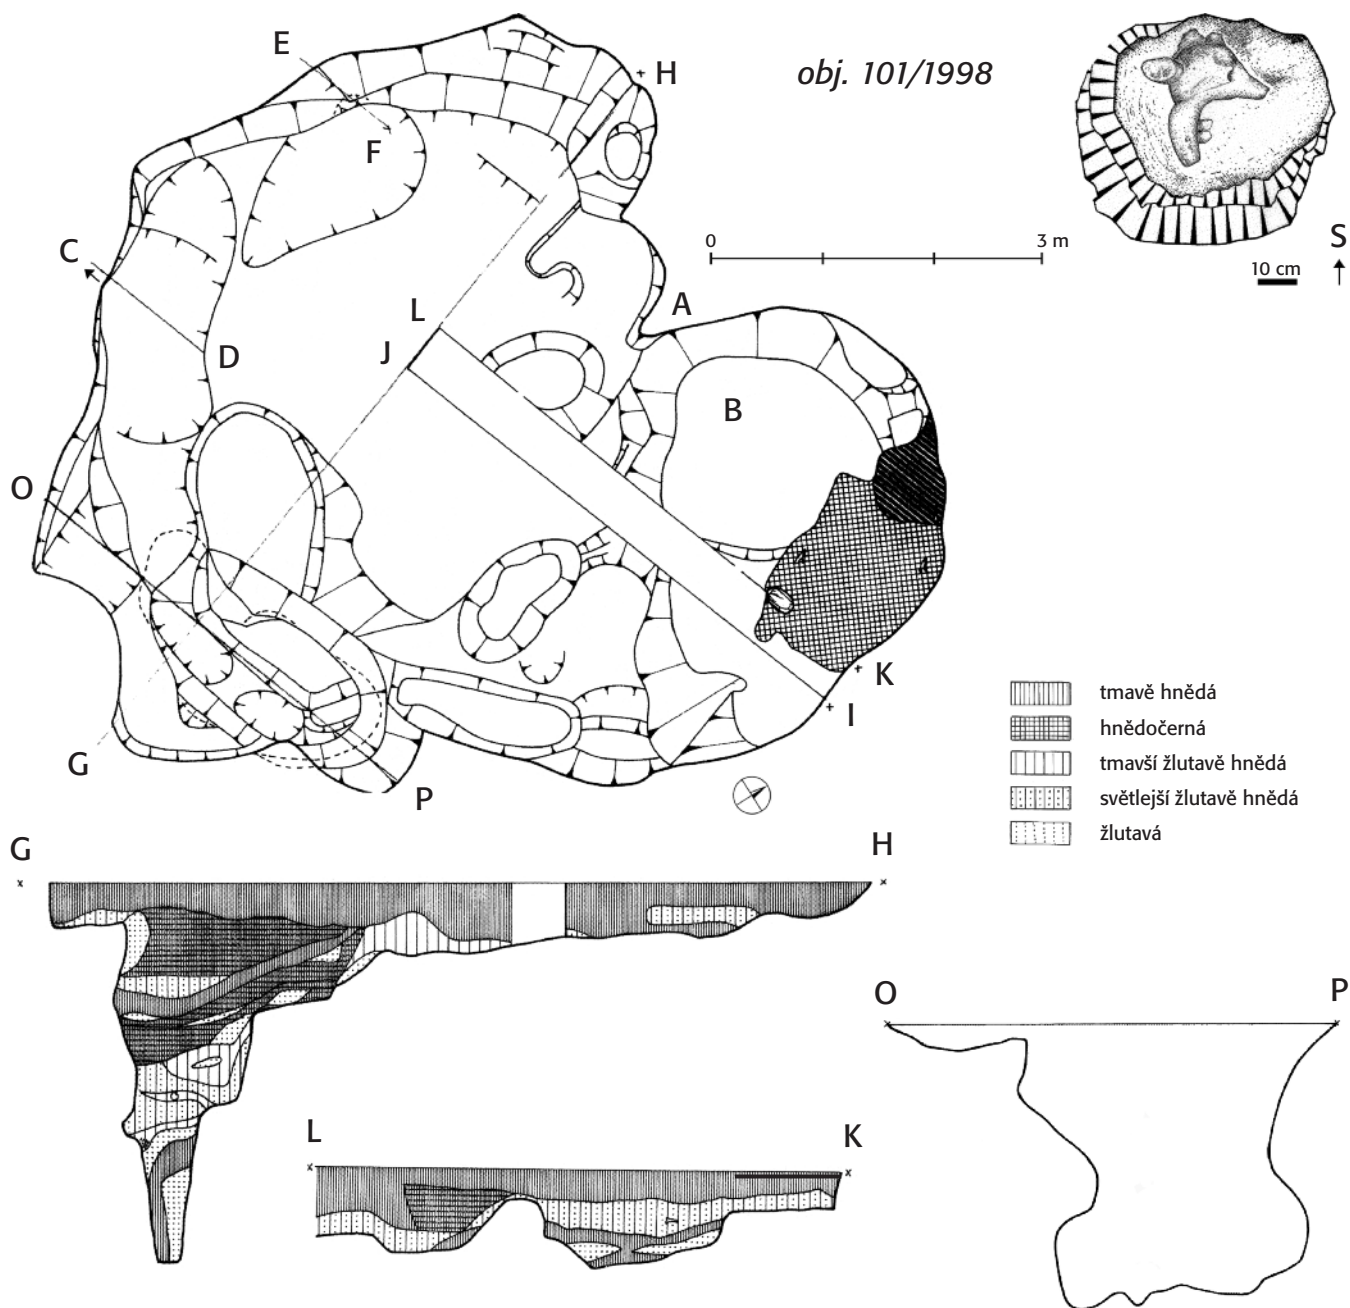 obj. 101/1998
E
H
F
0 3 m
S
10 cm
C
A
L
J
D
B
O
K
I
G
P
tmavě hnědá
hnědočerná
tmavší žlutavě hnědá
světlejší žlutavě hnědá
žlutavá
G H
O P
L K